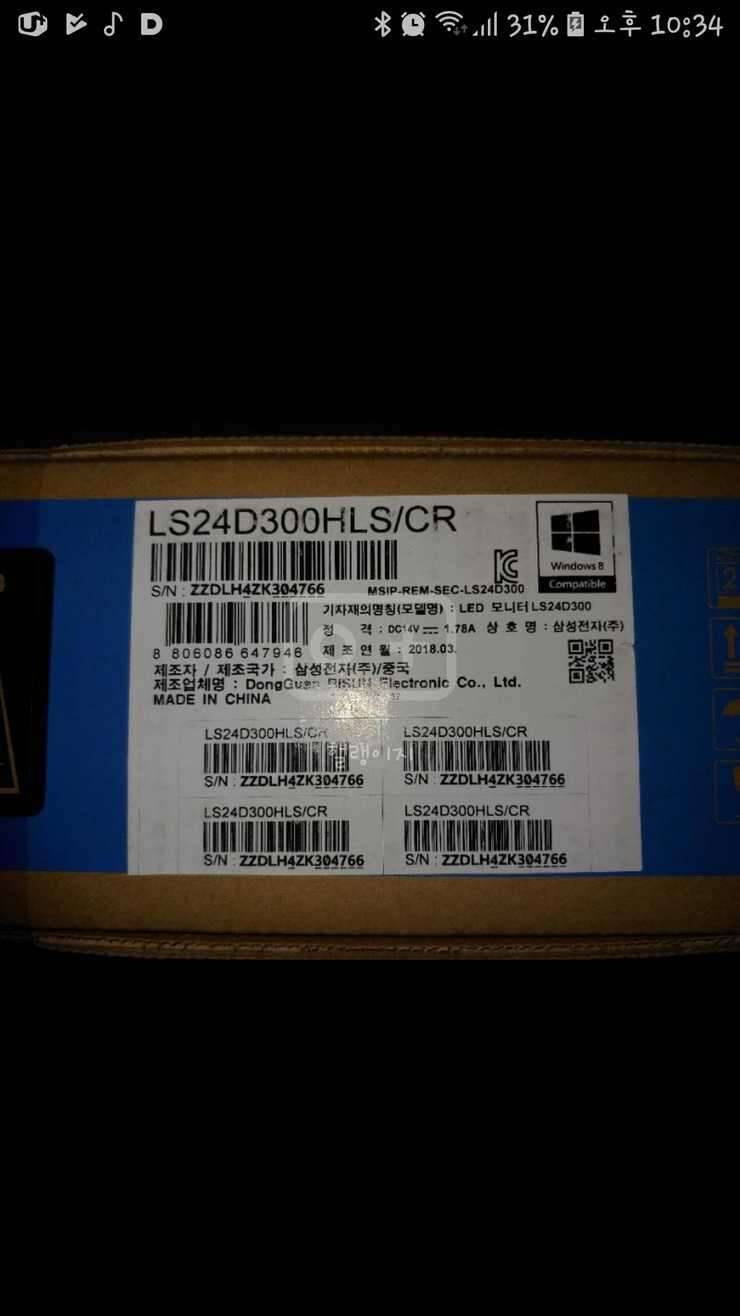 31% 오후 10:34
LS24D300HLS/CR
S/N : ZZDLH4ZK304766
MSIP-REM-SEC-LS24D300
Windows 8
Compatible
기자재의명칭(모델명) : LED 모니터 LS24D300
정 격 : DC14V 1.78A 상 호 명 : 삼성전자(주)
8 806086 647946
제 조 연 월 : 2018.03.
제조자 / 제조국가 : 삼성전자(주)/중국
제조업체명 : DongGuan Electronic Co., Ltd.
MADE IN CHINA
LS24D300HLS/CR
S/N : ZZDLH4ZK304766
LS24D300HLS/CR
S/N : ZZDLH4ZK304766
챌랭이지
LS24D300HLS/CR
S/N : ZZDLH4ZK304766
LS24D300HLS/CR
S/N : ZZDLH4ZK304766